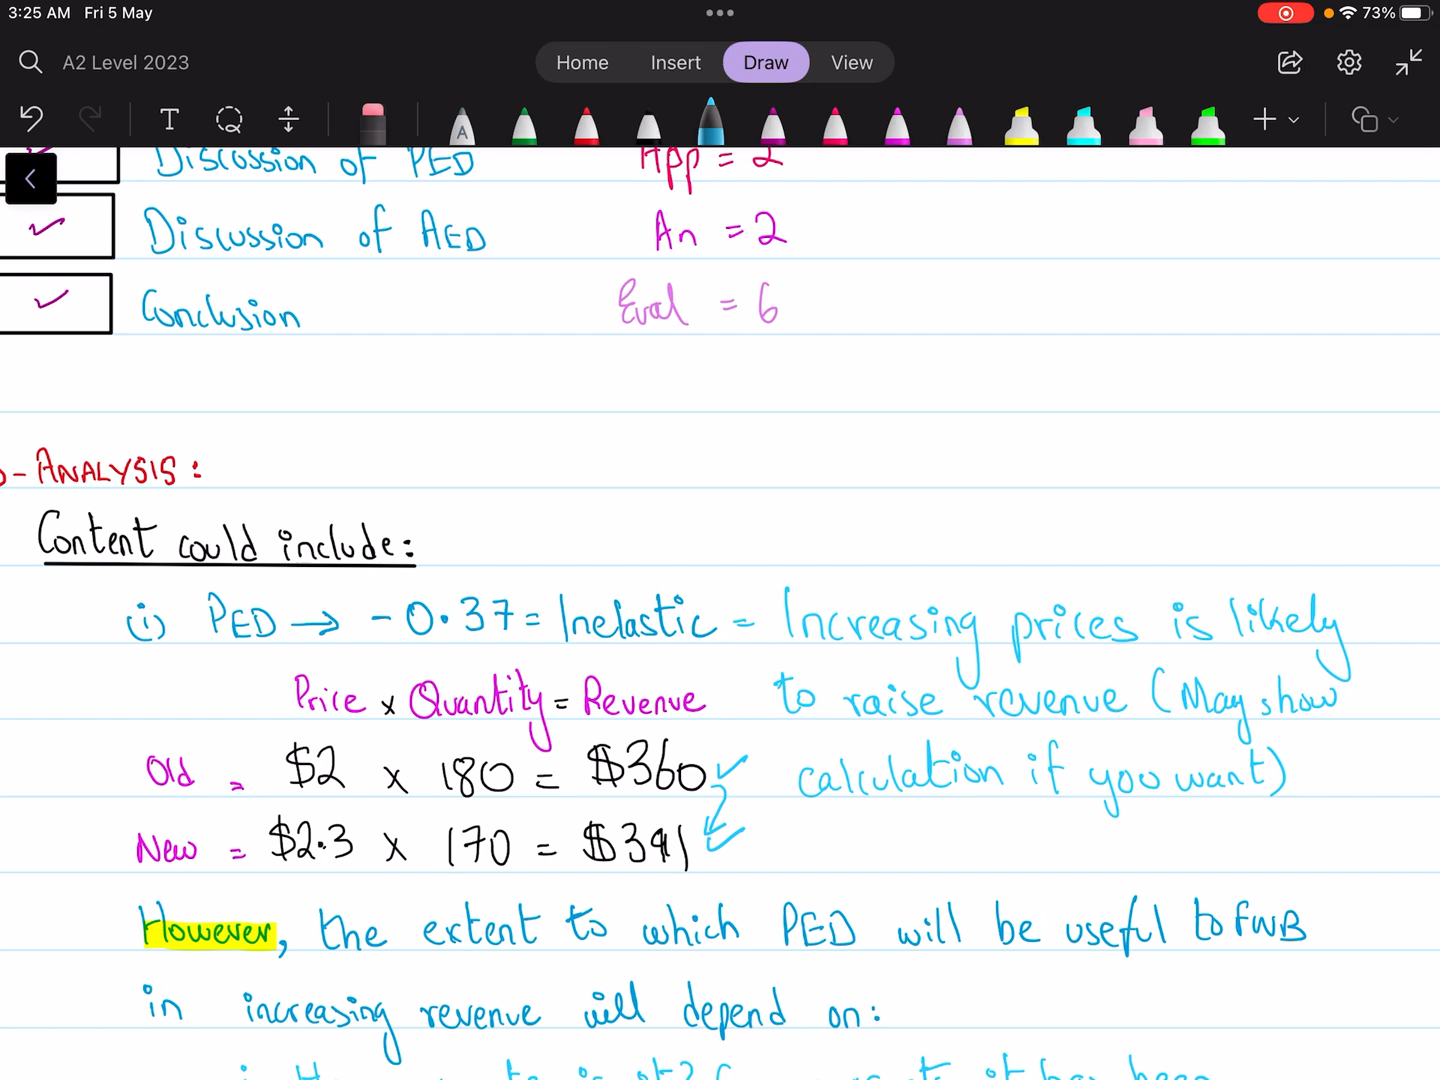 3:25 AM Fri 5 May
73%
A2 Level 2023
Home Insert Draw View
T
A
Discussion of PED App = 2
Discussion of AED An = 2
Conclusion Eval = 6
- ANALYSIS :
Content could include:
(i) PED → -0.37 = Inelastic = Increasing prices is likely
Price x Quantity = Revenue to raise revenue (May show
Old = $2 x 180 = $360 calculation if you want)
New = $2.3 x 170 = $391
However, the extent to which PED will be useful to FWB
in increasing revenue will depend on:
it has been